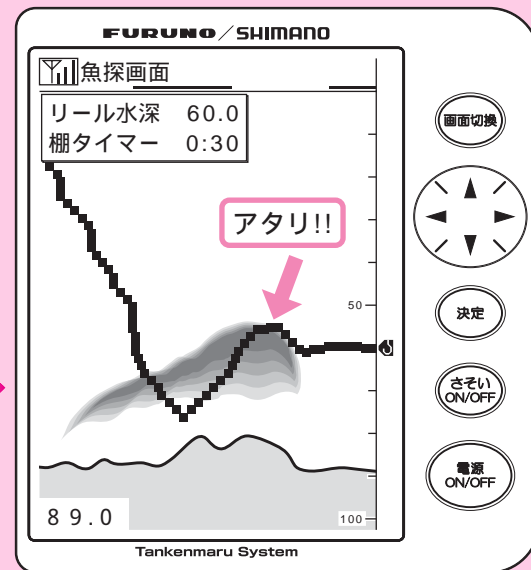 FURUNO/SHIMANO
魚探画面
リール水深 60.0
棚タイマー 0:30
アタリ!!
50
100
89.0
Tankenmaru System
画面切換
決定
さそい
ON/OFF
電源
ON/OFF